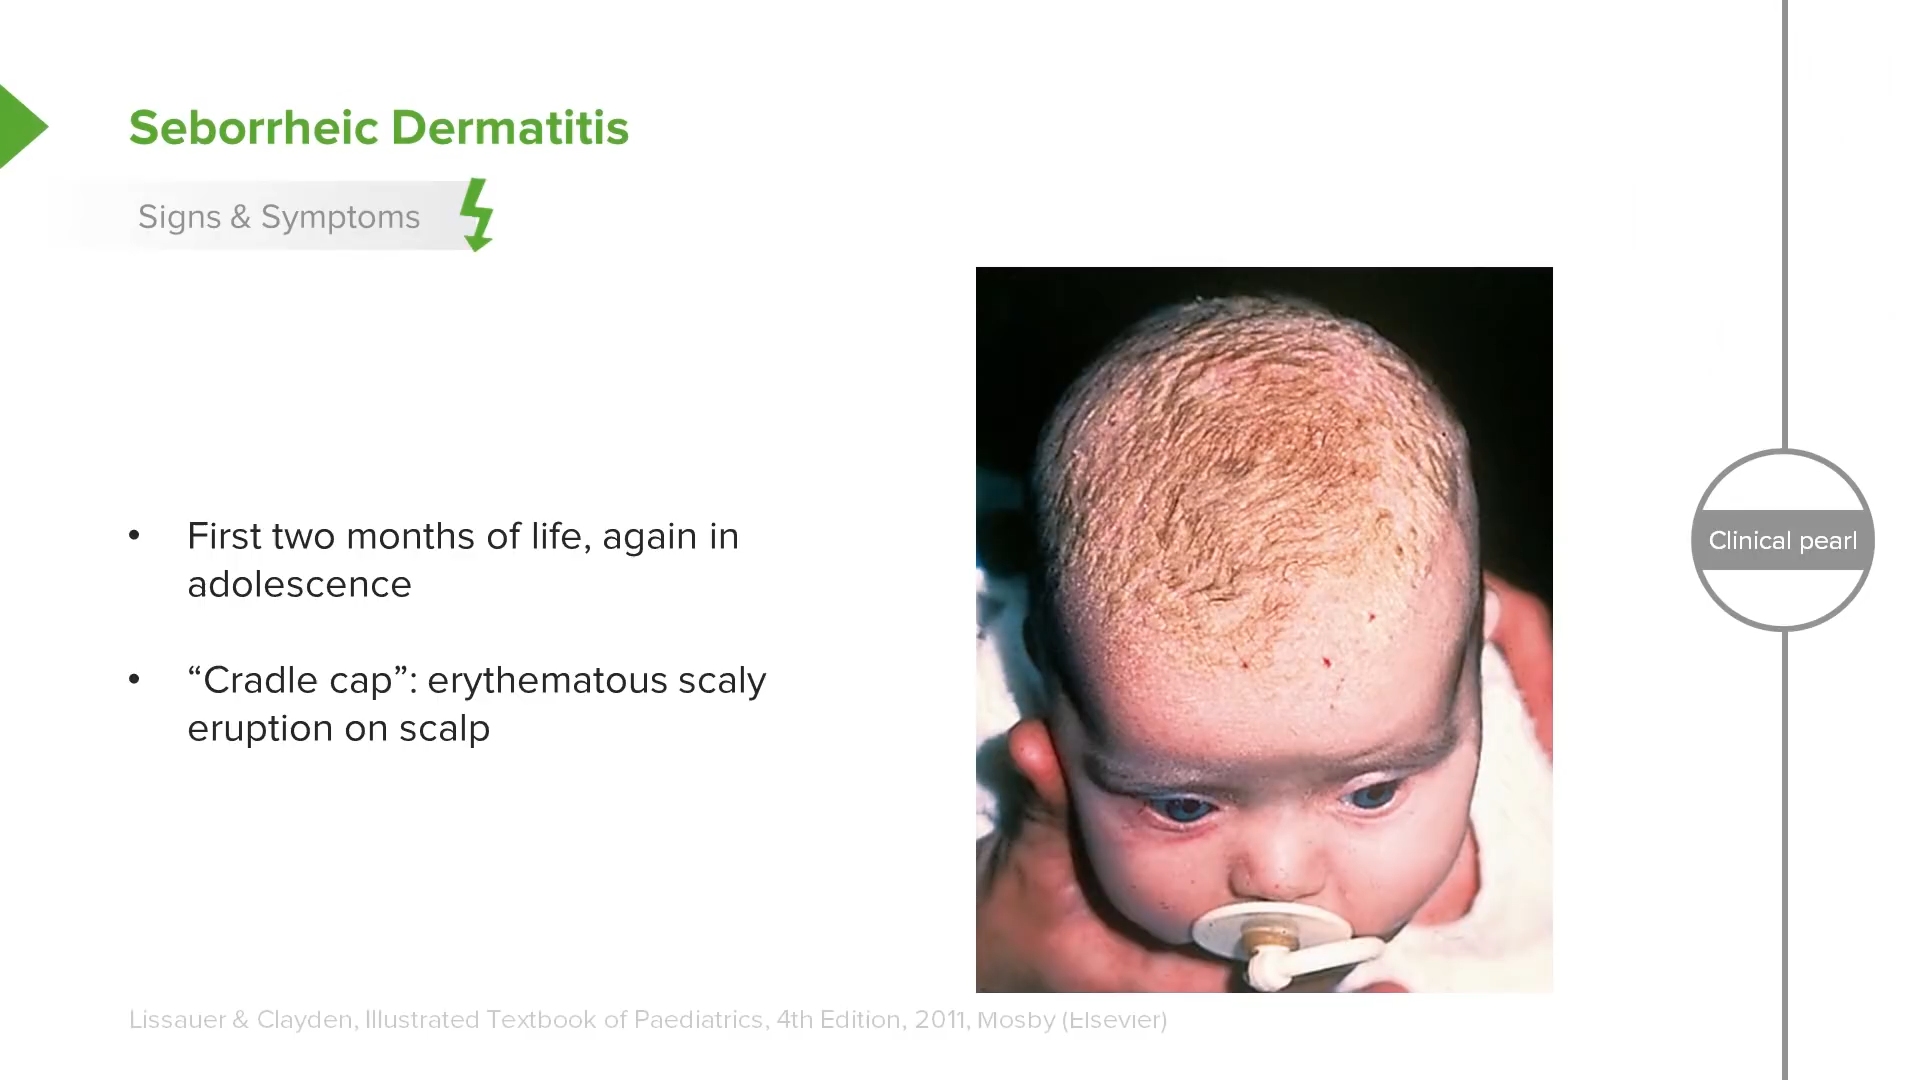 Seborrheic Dermatitis
Signs & Symptoms
• First two months of life, again in
adolescence
• “Cradle cap”: erythematous scaly
eruption on scalp
Clinical pearl
Lissauer & Clayden, Illustrated Textbook of Paediatrics, 4th Edition, 2011, Mosby (Elsevier)